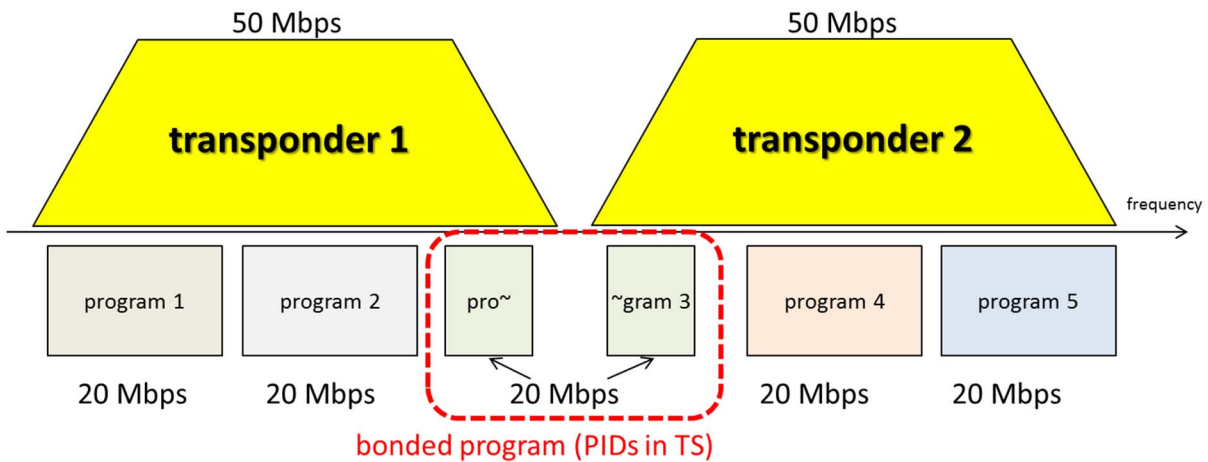 50 Mbps
50 Mbps
transponder 1
transponder 2
frequency
program 1
program 2
pro~
~gram 3
program 4
program 5
20 Mbps
20 Mbps
20 Mbps
20 Mbps
20 Mbps
bonded program (PIDs in TS)